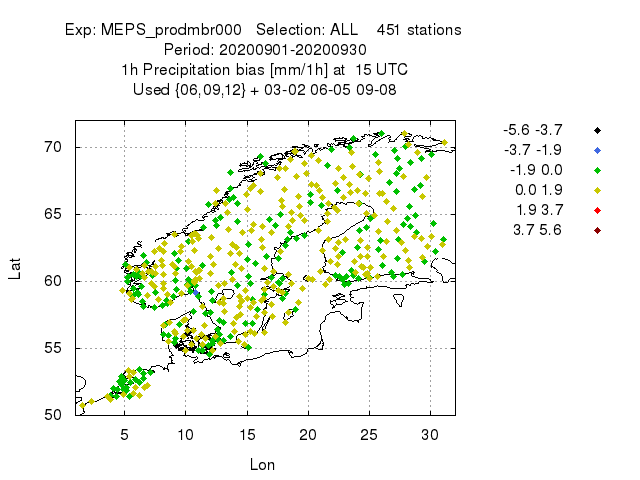 Exp: MEPS_prodmbr000 Selection: ALL 451 stations
Period: 20200901-20200930
1h Precipitation bias [mm/1h] at 15 UTC
Used {06,09,12} + 03-02 06-05 09-08
-5.6 -3.7
-3.7 -1.9
-1.9 0.0
0.0 1.9
1.9 3.7
3.7 5.6
70
65
60
55
50
Lat
5 10 15 20 25 30
Lon